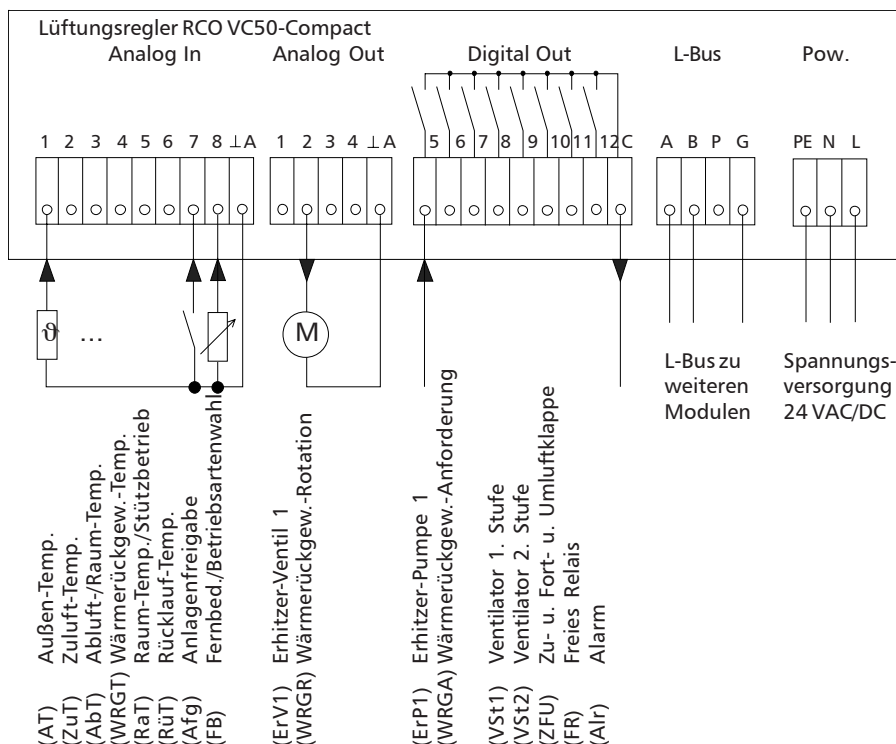 Lüftungsregler RCO VC50-Compact
Analog In Analog Out Digital Out L-Bus Pow.
1 2 3 4 5 6 7 8 ⊥A 1 2 3 4 ⊥A 5 6 7 8 9 10 11 12 C A B P G PE N L
ϑ ... M
L-Bus zu
weiteren
Modulen
Spannungs-
versorgung
24 VAC/DC
(AT) Außen-Temp.
(ZuT) Zuluft-Temp.
(AbT) Abluft-/Raum-Temp.
(WRGT) Wärmerückgew.-Temp.
(RaT) Raum-Temp./Stützbetrieb
(RüT) Rücklauf-Temp.
(Afg) Anlagenfreigabe
(FB) Fernbed./Betriebsartenwahl
(ErV1) Erhitzer-Ventil 1
(WRGR) Wärmerückgew.-Rotation
(ErP1) Erhitzer-Pumpe 1
(WRGA) Wärmerückgew.-Anforderung
(VSt1) Ventilator 1. Stufe
(VSt2) Ventilator 2. Stufe
(ZFU) Zu- u. Fort- u. Umluftklappe
(FR) Freies Relais
(Alr) Alarm